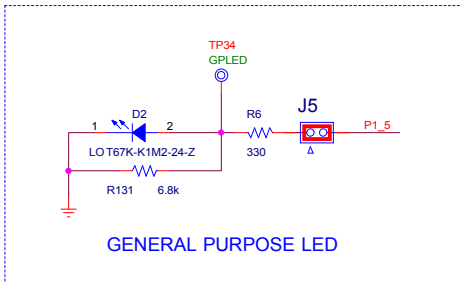 TP34
GPLED
D2
1
2
LO T67K-K1M2-24-Z
R131
6.8k
R6
330
J5
P1_5
GENERAL PURPOSE LED